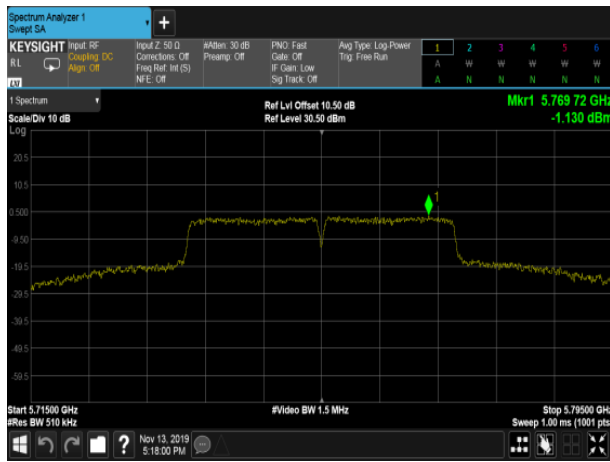 Spectrum Analyzer 1
Swept SA
KEYSIGHT
RL
LXI
Input: RF
Coupling: DC
Align: Off
Input Z: 50 Ω
Corrections: Off
Freq Ref: Int (S)
NFE: Off
#Atten: 30 dB
Preamp: Off
PNO: Fast
Gate: Off
IF Gain: Low
Sig Track: Off
Avg Type: Log-Power
Trig: Free Run
1 2 3 4 5 6
A W W W W W
A N N N N N
1 Spectrum
Scale/Div 10 dB
Log
Ref Lvl Offset 10.50 dB
Ref Level 30.50 dBm
Mkr1 5.769 72 GHz
-1.130 dBm
20.5
10.5
0.500
-9.50
-19.5
-29.5
-39.5
-49.5
-59.5
1
Start 5.71500 GHz
#Res BW 510 kHz
#Video BW 1.5 MHz
Stop 5.79500 GHz
Sweep 1.00 ms (1001 pts)
?
Nov 13, 2019
5:18:00 PM